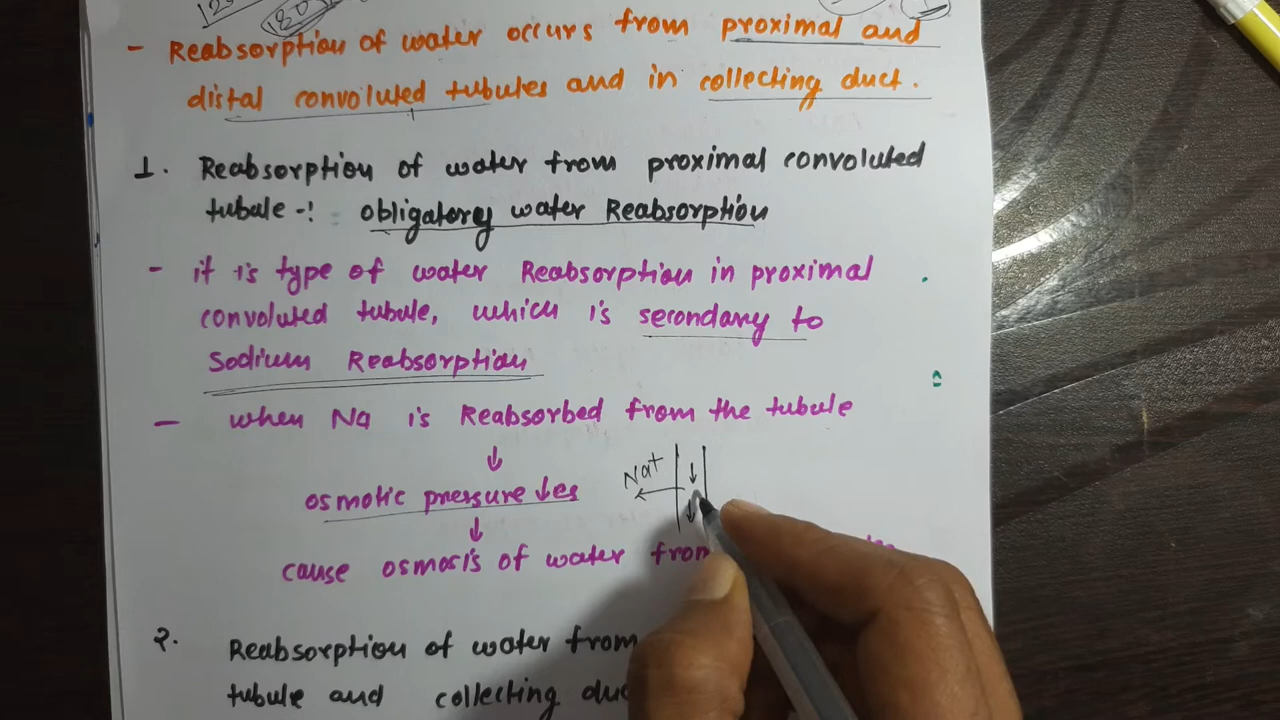 - Reabsorption of water occurs from proximal and
distal convoluted tubules and in collecting duct.
1. Reabsorption of water from proximal convoluted
tubule -: obligatory water Reabsorption
- it is type of water Reabsorption in proximal
convoluted tubule, which is secondary to
Sodium Reabsorption
- when Na is Reabsorbed from the tubule
↓
osmotic pressure ↓es
Na+
↓
cause osmosis of water from
2. Reabsorption of water from
tubule and collecting